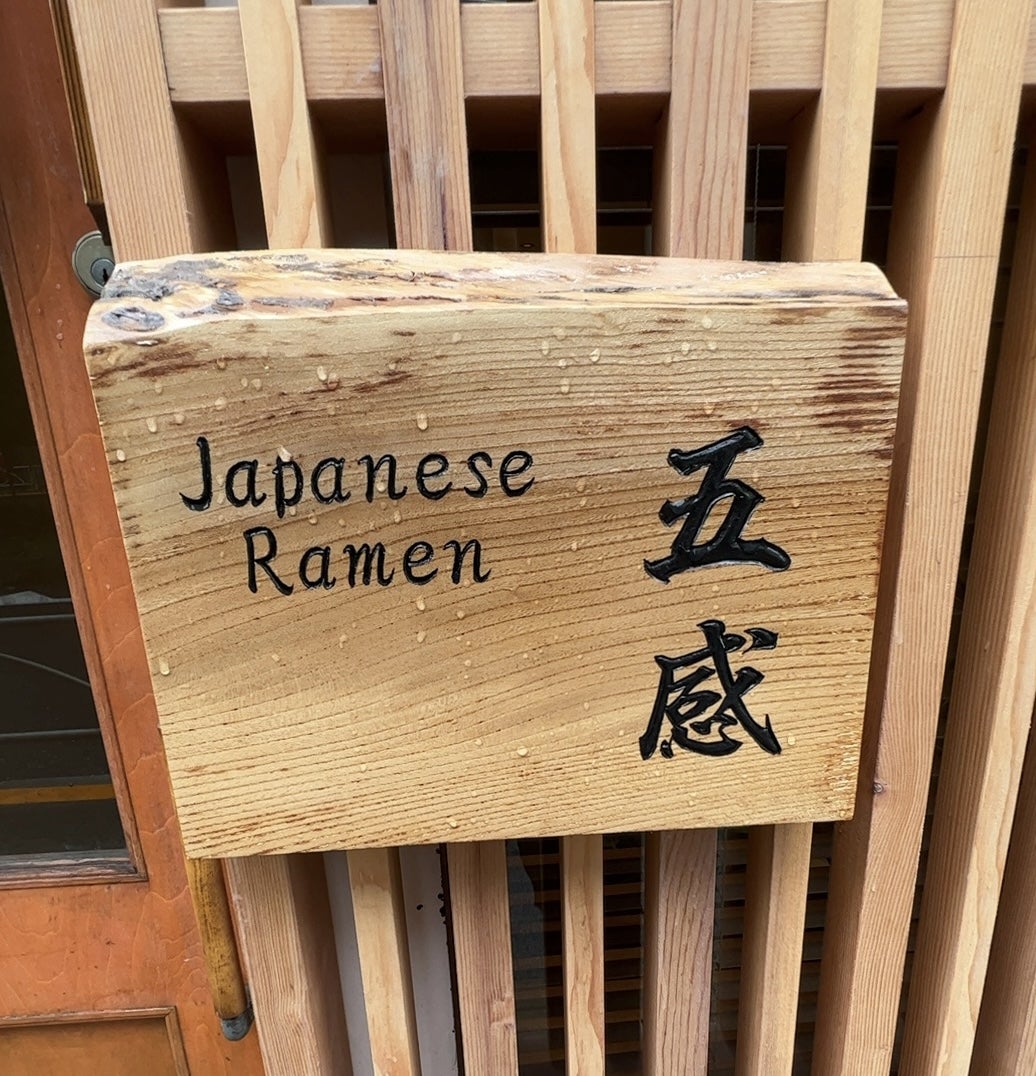 Japanese
Ramen
五感